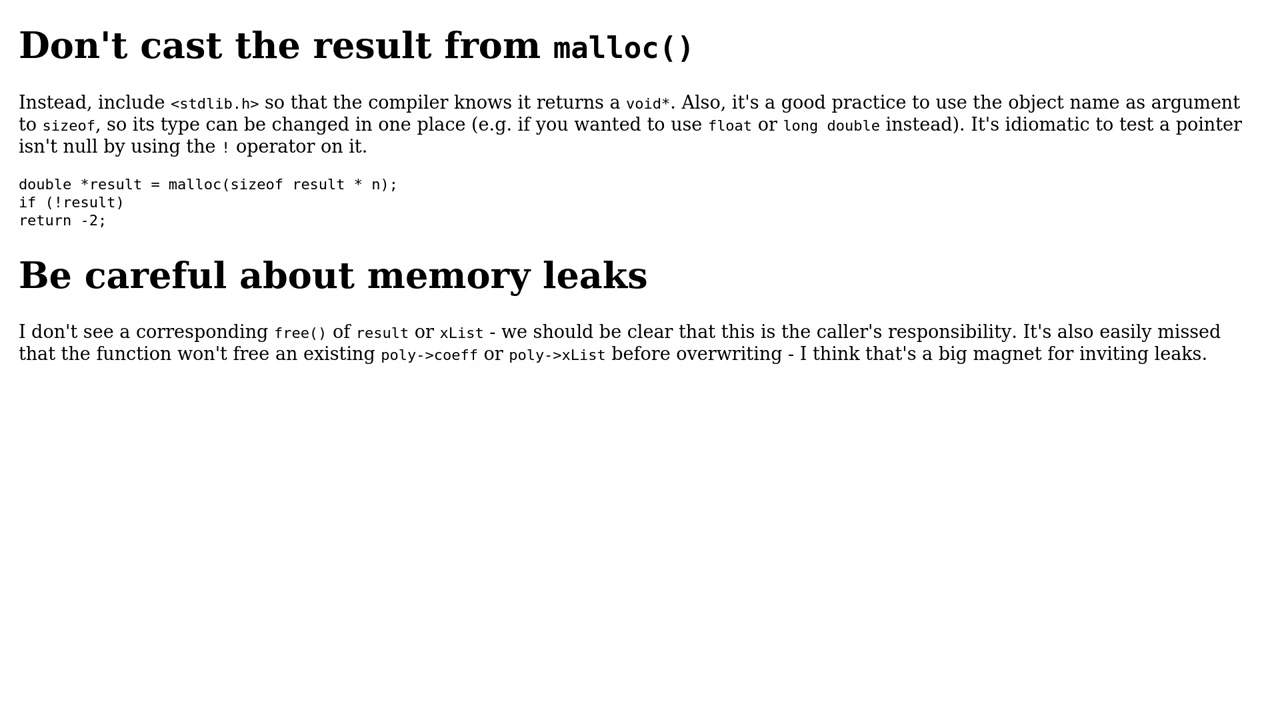 Don't cast the result from malloc()
Instead, include <stdlib.h> so that the compiler knows it returns a void*. Also, it's a good practice to use the object name as argument
to sizeof, so its type can be changed in one place (e.g. if you wanted to use float or long double instead). It's idiomatic to test a pointer
isn't null by using the ! operator on it.
double *result = malloc(sizeof result * n);
if (!result)
return -2;
Be careful about memory leaks
I don't see a corresponding free() of result or xList - we should be clear that this is the caller's responsibility. It's also easily missed
that the function won't free an existing poly->coeff or poly->xList before overwriting - I think that's a big magnet for inviting leaks.